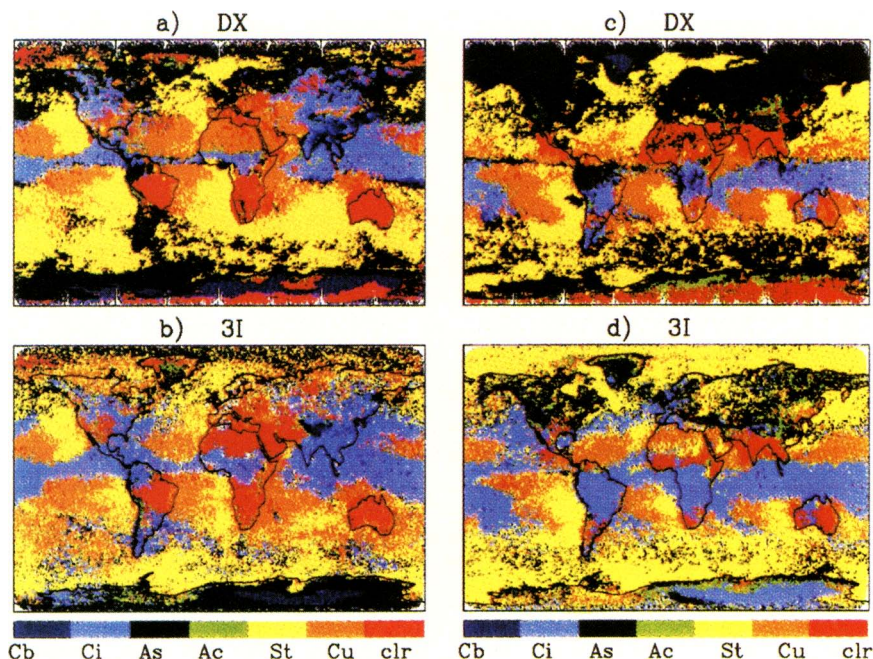 a) DX
c) DX
b) 3I
d) 3I
Cb Ci As Ac St Cu clr
Cb Ci As Ac St Cu clr